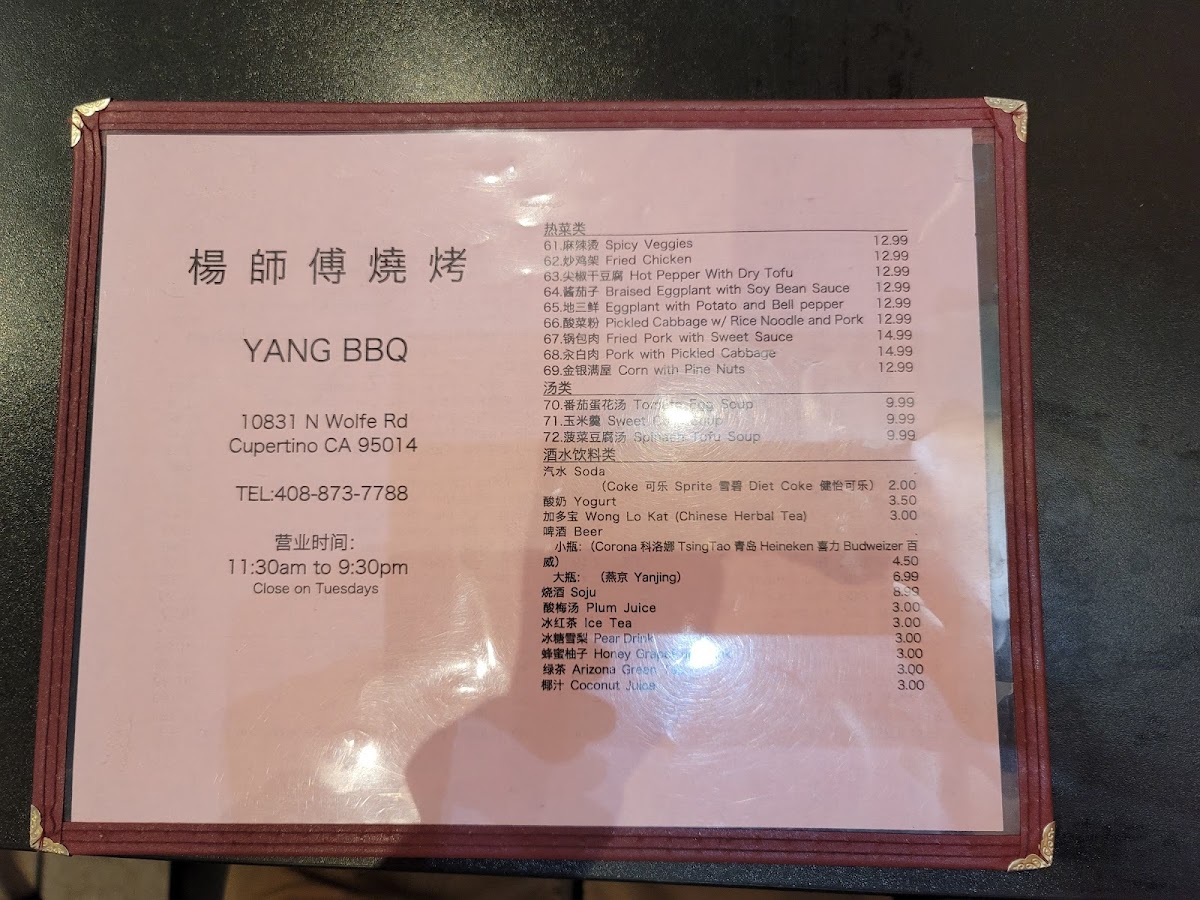 楊師傅燒烤
YANG BBQ
10831 N Wolfe Rd
Cupertino CA 95014
TEL:408-873-7788
营业时间:
11:30am to 9:30pm
Close on Tuesdays
热菜类
61.麻辣烫 Spicy Veggies 12.99
62.炒鸡架 Fried Chicken 12.99
63.尖椒干豆腐 Hot Pepper With Dry Tofu 12.99
64.酱茄子 Braised Eggplant with Soy Bean Sauce 12.99
65.地三鲜 Eggplant with Potato and Bell pepper 12.99
66.酸菜粉 Pickled Cabbage w/ Rice Noodle and Pork 12.99
67.锅包肉 Fried Pork with Sweet Sauce 14.99
68.汆白肉 Pork with Pickled Cabbage 14.99
69.金银满屋 Corn with Pine Nuts 12.99
汤类
70.番茄蛋花汤 Tomato Egg Soup 9.99
71.玉米羹 Sweet Soup 9.99
72.菠菜豆腐汤 Spinach Tofu Soup 9.99
酒水饮料类
汽水 Soda
(Coke 可乐 Sprite 雪碧 Diet Coke 健怡可乐) 2.00
酸奶 Yogurt 3.50
加多宝 Wong Lo Kat (Chinese Herbal Tea) 3.00
啤酒 Beer
小瓶: (Corona 科洛娜 TsingTao 青岛 Heineken 喜力 Budweizer 百
威) 4.50
大瓶: (燕京 Yanjing) 6.99
烧酒 Soju 8.99
酸梅汤 Plum Juice 3.00
冰红茶 Ice Tea 3.00
冰糖雪梨 Pear Drink 3.00
蜂蜜柚子 Honey 3.00
绿茶 Arizona Green 3.00
椰汁 Coconut Juice 3.00